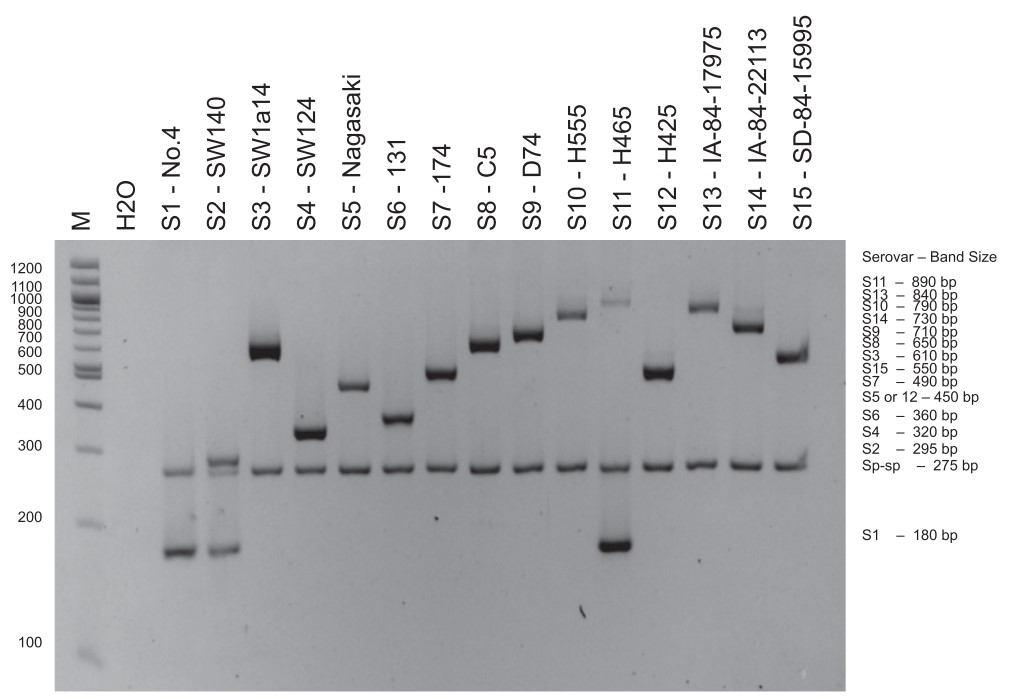 M
H2O
S1 - No.4
S2 - SW140
S3 - SW1a14
S4 - SW124
S5 - Nagasaki
S6 - 131
S7 -174
S8 - C5
S9 - D74
S10 - H555
S11 - H465
S12 - H425
S13 - IA-84-17975
S14 - IA-84-22113
S15 - SD-84-15995
1200
1100
1000
900
800
700
600
500
400
300
200
100
Serovar – Band Size
S11 – 890 bp
S13 – 840 bp
S10 – 790 bp
S14 – 730 bp
S9 – 710 bp
S8 – 650 bp
S3 – 610 bp
S15 – 550 bp
S7 – 490 bp
S5 or 12 – 450 bp
S6 – 360 bp
S4 – 320 bp
S2 – 295 bp
Sp-sp – 275 bp
S1 – 180 bp